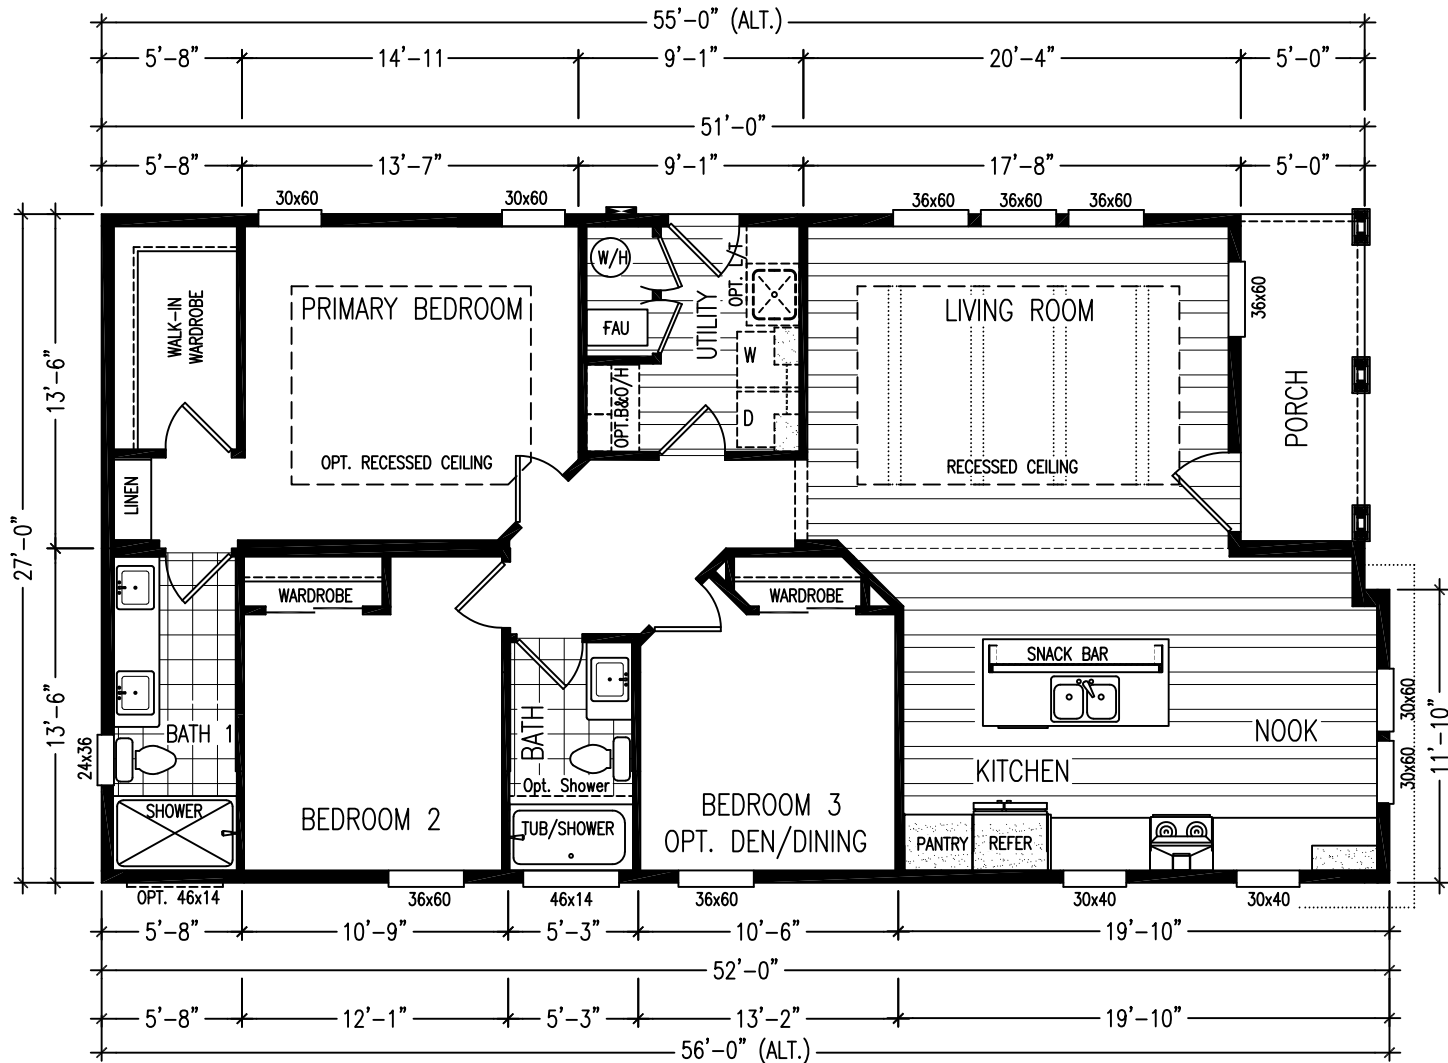 55'-0" (ALT.)
5'-8" 14'-11 9'-1" 20'-4" 5'-0"
51'-0"
5'-8" 13'-7" 9'-1" 17'-8" 5'-0"
30x60 30x60 36x60 36x60 36x60
W/H
OPT. L/T
36x60
WALK-IN
WARDROBE
PRIMARY BEDROOM
FAU
UTILITY
LIVING ROOM
W
13'-6"
OPT.B&O/H
D
PORCH
OPT. RECESSED CEILING
RECESSED CEILING
LINEN
27'-0"
WARDROBE
WARDROBE
SNACK BAR
13'-6"
24x36
BATH 1
BATH
30x60
NOOK
30x60
11'-10"
KITCHEN
Opt. Shower
SHOWER
BEDROOM 2
TUB/SHOWER
BEDROOM 3
OPT. DEN/DINING
PANTRY
REFER
OPT. 46x14 36x60 46x14 36x60 30x40 30x40
5'-8" 10'-9" 5'-3" 10'-6" 19'-10"
52'-0"
5'-8" 12'-1" 5'-3" 13'-2" 19'-10"
56'-0" (ALT.)